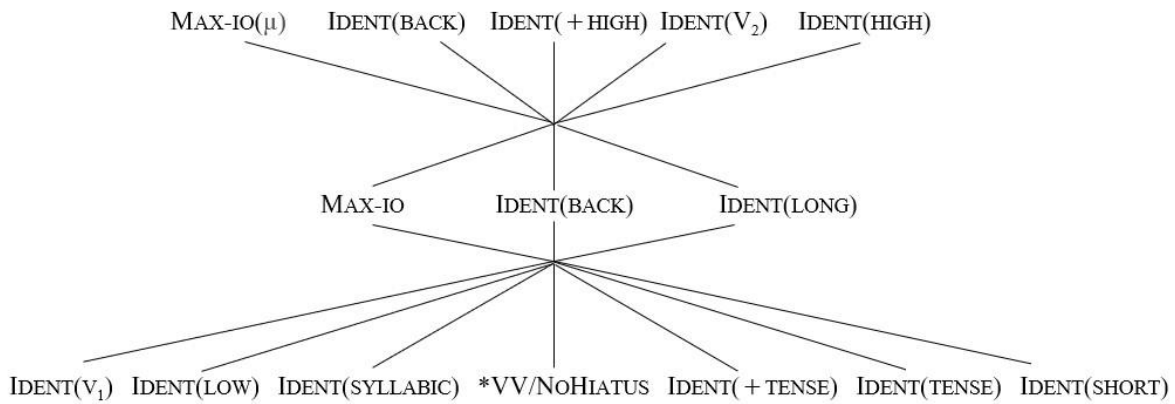 MAX-IO(μ) IDENT(BACK) IDENT(+HIGH) IDENT(V₂) IDENT(HIGH)
MAX-IO IDENT(BACK) IDENT(LONG)
IDENT(V₁) IDENT(LOW) IDENT(SYLLABIC) *VV/NOHIATUS IDENT(+TENSE) IDENT(TENSE) IDENT(SHORT)